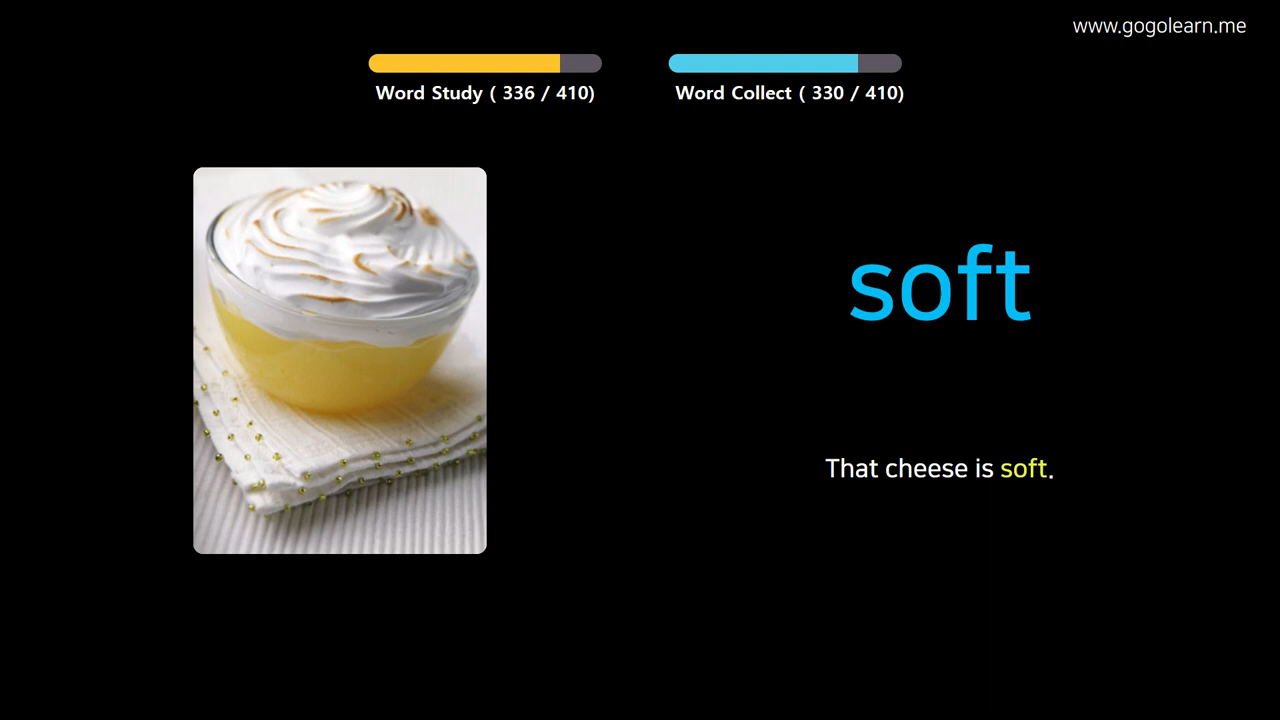 www.gogolearn.me
Word Study ( 336 / 410)
Word Collect ( 330 / 410)
soft
That cheese is soft.